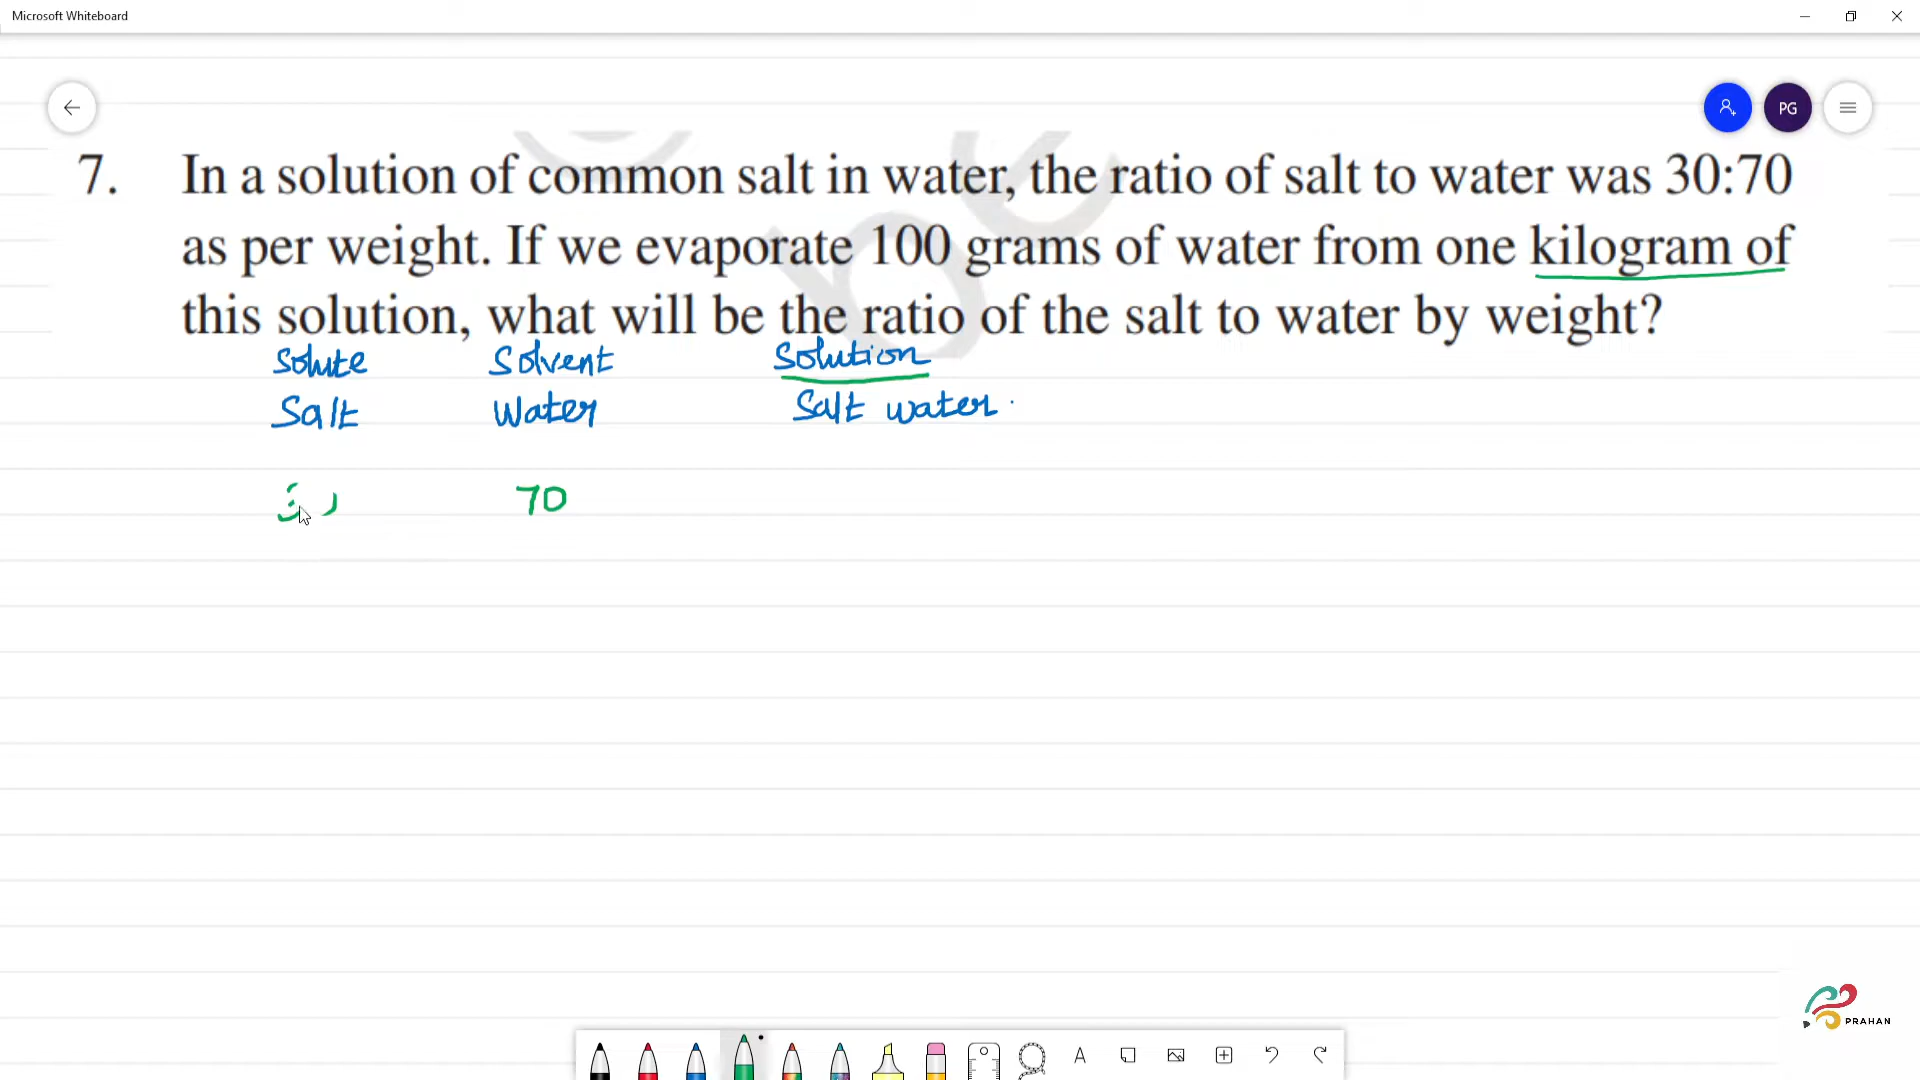 Microsoft Whiteboard
PG
7. In a solution of common salt in water, the ratio of salt to water was 30:70
as per weight. If we evaporate 100 grams of water from one kilogram of
this solution, what will be the ratio of the salt to water by weight?
Solute Solvent Solution
Salt Water Salt water
70
PRAHAN